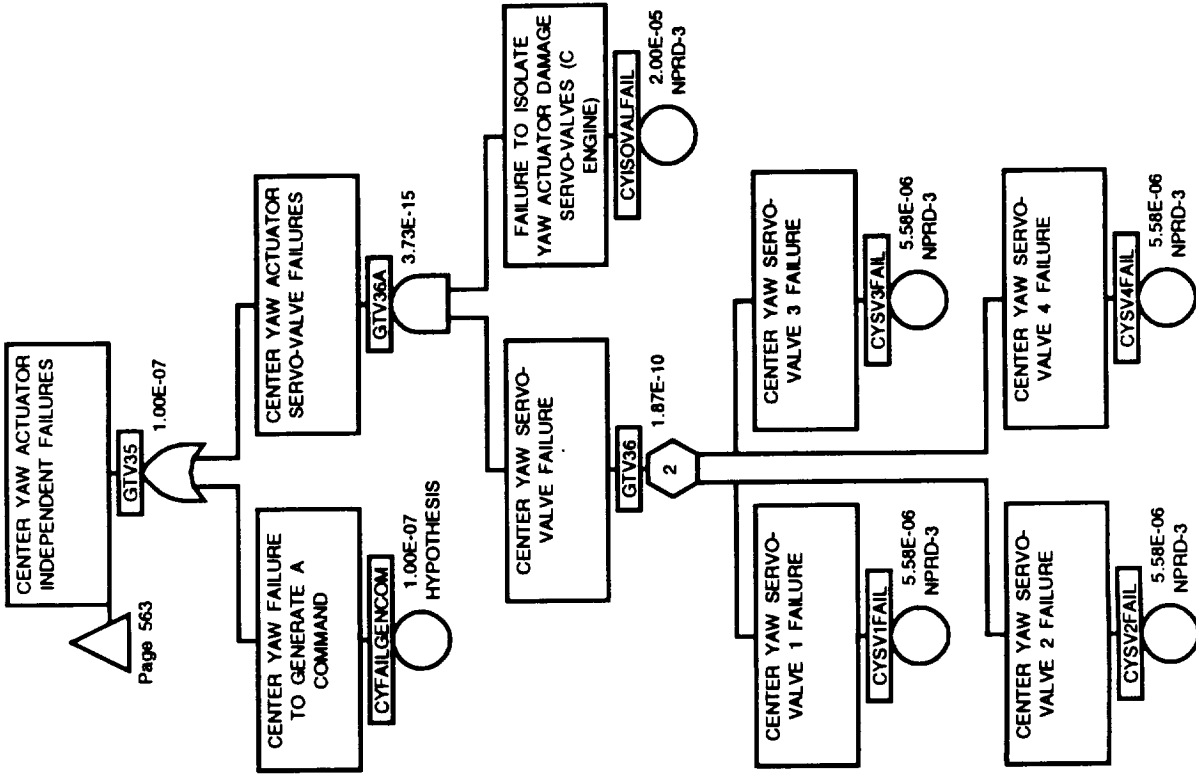 CENTER YAW ACTUATOR
INDEPENDENT FAILURES
Page 563
GTV35
1.00E-07
CENTER YAW FAILURE
TO GENERATE A
COMMAND
CYFAILGENCOM
1.00E-07
HYPOTHESIS
CENTER YAW ACTUATOR
SERVO-VALVE FAILURES
GTV36A
3.73E-15
CENTER YAW SERVO-
VALVE FAILURE
GTV36
1.87E-10
2
FAILURE TO ISOLATE
YAW ACTUATOR DAMAGE
SERVO-VALVES (C
ENGINE)
CYISOVALFAIL
2.00E-05
NPRD-3
CENTER YAW SERVO-
VALVE 1 FAILURE
CYSV1FAIL
5.58E-06
NPRD-3
CENTER YAW SERVO-
VALVE 3 FAILURE
CYSV3FAIL
5.58E-06
NPRD-3
CENTER YAW SERVO-
VALVE 2 FAILURE
CYSV2FAIL
5.58E-06
NPRD-3
CENTER YAW SERVO-
VALVE 4 FAILURE
CYSV4FAIL
5.58E-06
NPRD-3